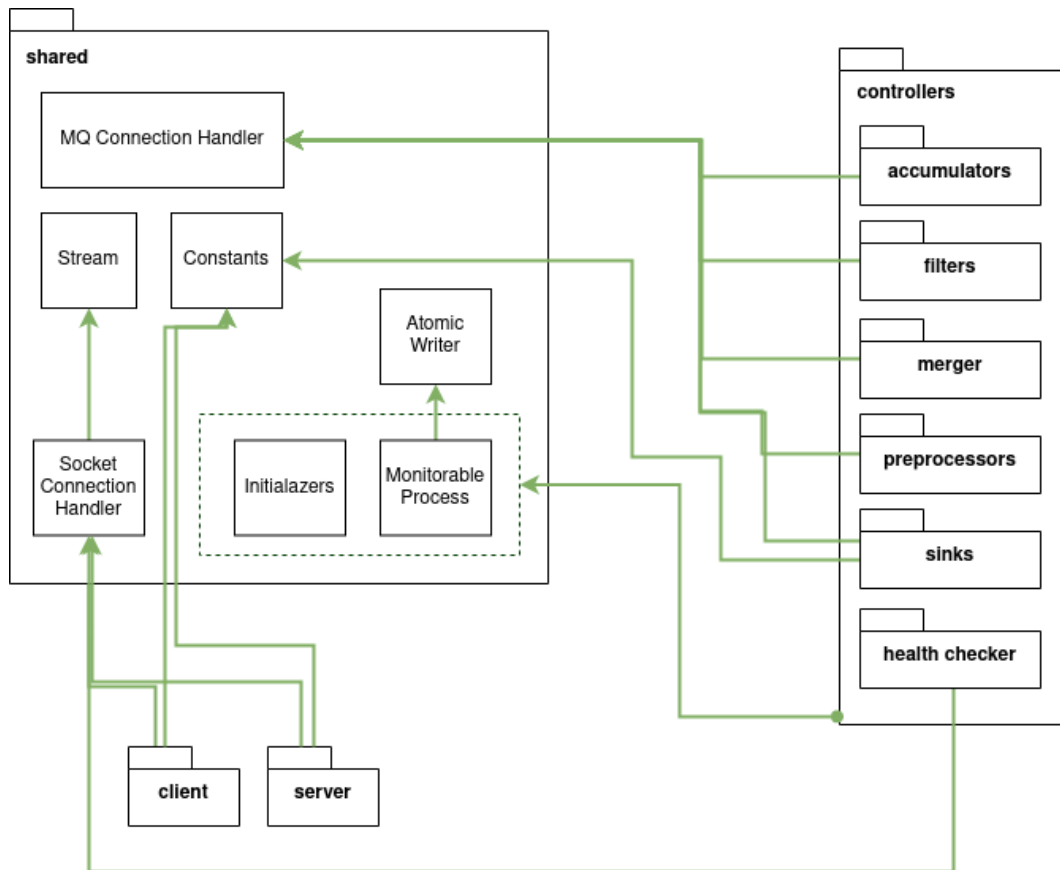 shared
MQ Connection Handler
Stream
Constants
Atomic
Writer
Socket
Connection
Handler
Initialazers
Monitorable
Process
controllers
accumulators
filters
merger
preprocessors
sinks
health checker
client
server